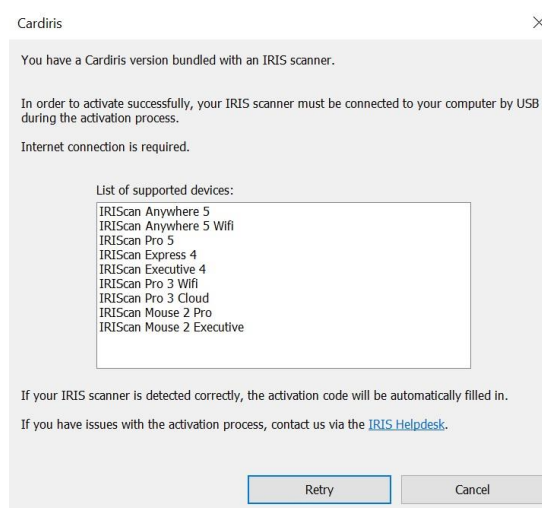 Cardiris
You have a Cardiris version bundled with an IRIS scanner.
In order to activate successfully, your IRIS scanner must be connected to your computer by USB
during the activation process.
Internet connection is required.
List of supported devices:
IRIScan Anywhere 5
IRIScan Anywhere 5 Wifi
IRIScan Pro 5
IRIScan Express 4
IRIScan Executive 4
IRIScan Pro 3 Wifi
IRIScan Pro 3 Cloud
IRIScan Mouse 2 Pro
IRIScan Mouse 2 Executive
If your IRIS scanner is detected correctly, the activation code will be automatically filled in.
If you have issues with the activation process, contact us via the IRIS Helpdesk.
Retry Cancel